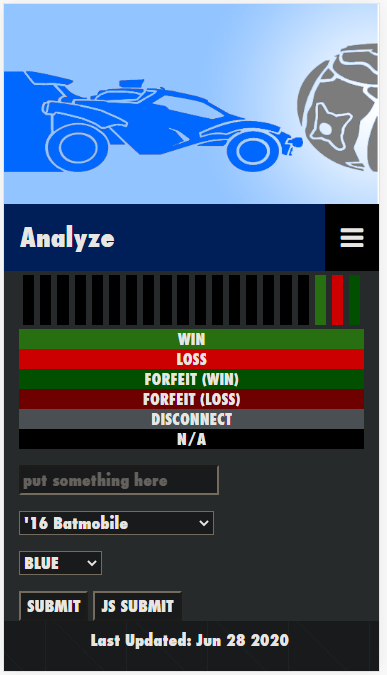 Analyze
WIN
LOSS
FORFEIT (WIN)
FORFEIT (LOSS)
DISCONNECT
N/A
put something here
'16 Batmobile
BLUE
SUBMIT JS SUBMIT
Last Updated: Jun 28 2020